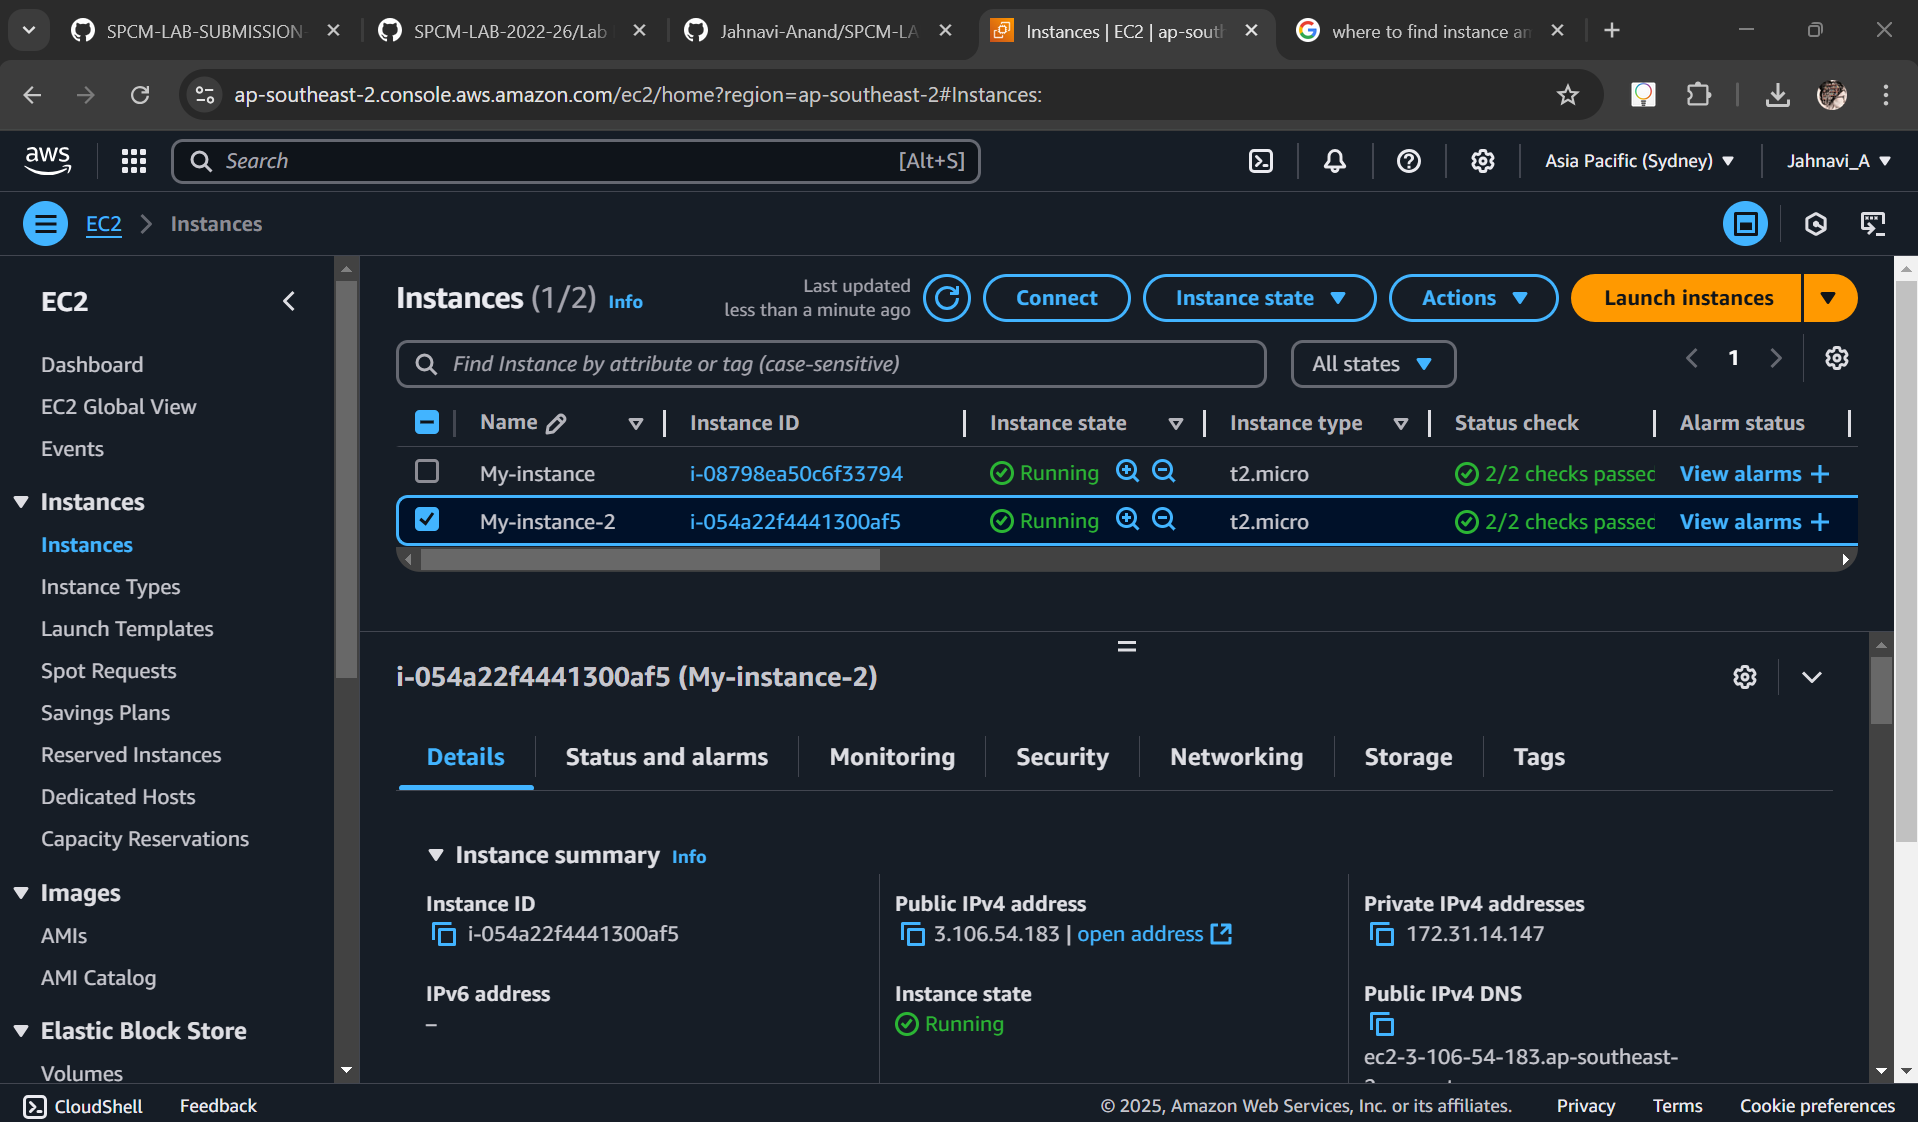 SPCM-LAB-SUBMISSION-
SPCM-LAB-2022-26/Lab
Jahnavi-Anand/SPCM-LA
Instances | EC2 | ap-south
where to find instance an
ap-southeast-2.console.aws.amazon.com/ec2/home?region=ap-southeast-2#Instances:
aws
Search
[Alt+S]
Asia Pacific (Sydney)
Jahnavi_A
EC2
Instances
EC2
Dashboard
EC2 Global View
Events
Instances
Instances
Instance Types
Launch Templates
Spot Requests
Savings Plans
Reserved Instances
Dedicated Hosts
Capacity Reservations
Images
AMIs
AMI Catalog
Elastic Block Store
Volumes
Instances (1/2) Info
Last updated
less than a minute ago
Connect
Instance state
Actions
Launch instances
Find Instance by attribute or tag (case-sensitive)
All states
1
Name Instance ID Instance state Instance type Status check Alarm status
My-instance i-08798ea50c6f33794 Running t2.micro 2/2 checks passed View alarms +
My-instance-2 i-054a22f4441300af5 Running t2.micro 2/2 checks passed View alarms +
i-054a22f4441300af5 (My-instance-2)
Details Status and alarms Monitoring Security Networking Storage Tags
Instance summary Info
Instance ID
i-054a22f4441300af5
Public IPv4 address
3.106.54.183 | open address
Private IPv4 addresses
172.31.14.147
IPv6 address
–
Instance state
Running
Public IPv4 DNS
ec2-3-106-54-183.ap-southeast-
CloudShell
Feedback
© 2025, Amazon Web Services, Inc. or its affiliates.
Privacy
Terms
Cookie preferences